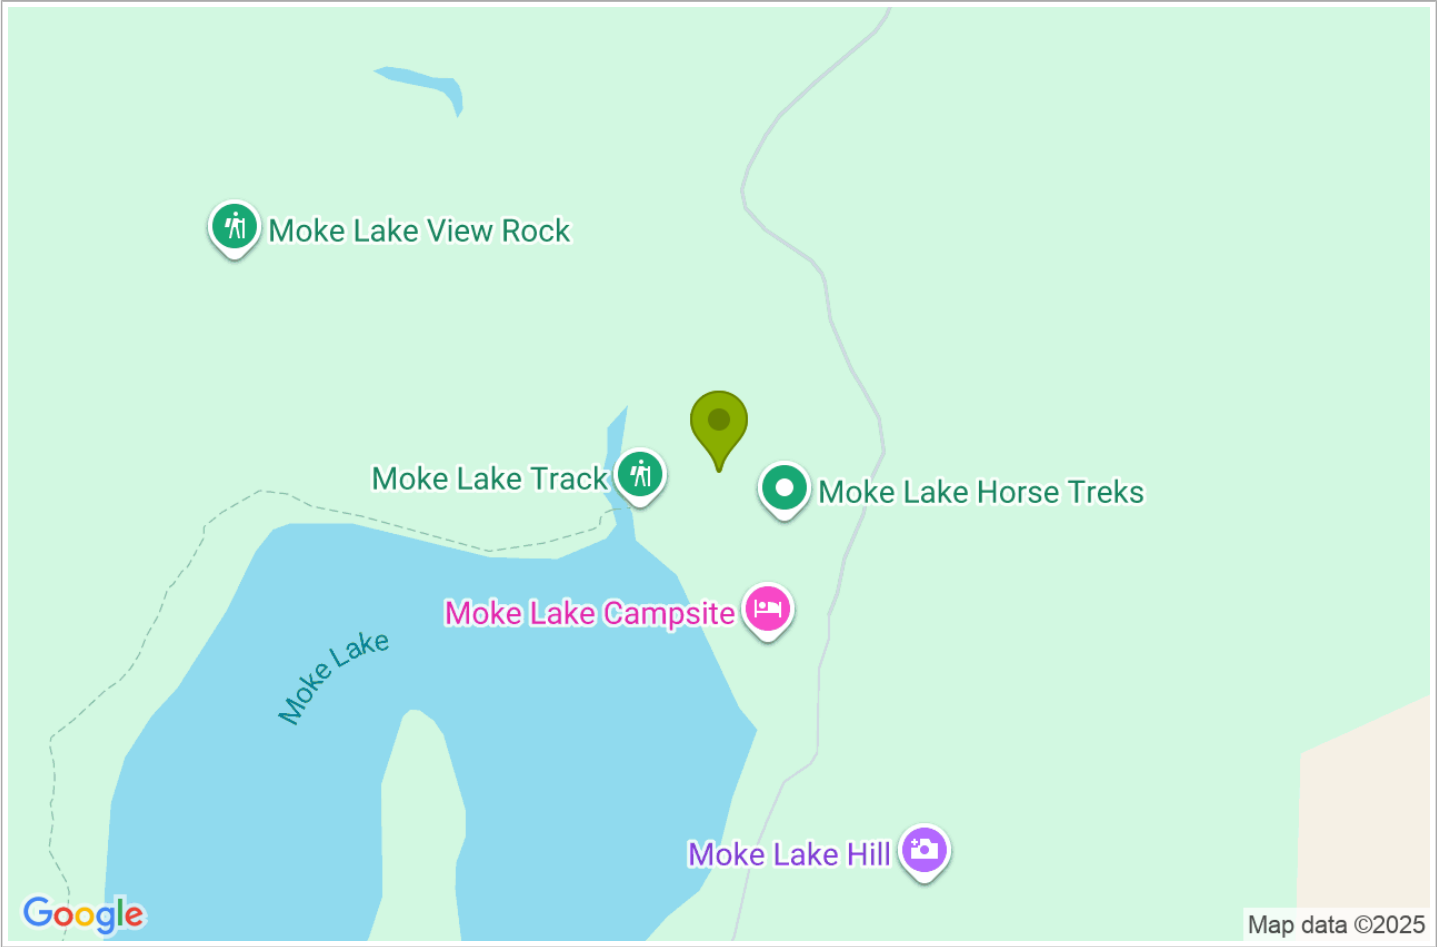 Moke Lake View Rock
Moke Lake Track
Moke Lake Horse Treks
Moke Lake Campsite
Moke Lake
Moke Lake Hill
Google
Map data ©2025